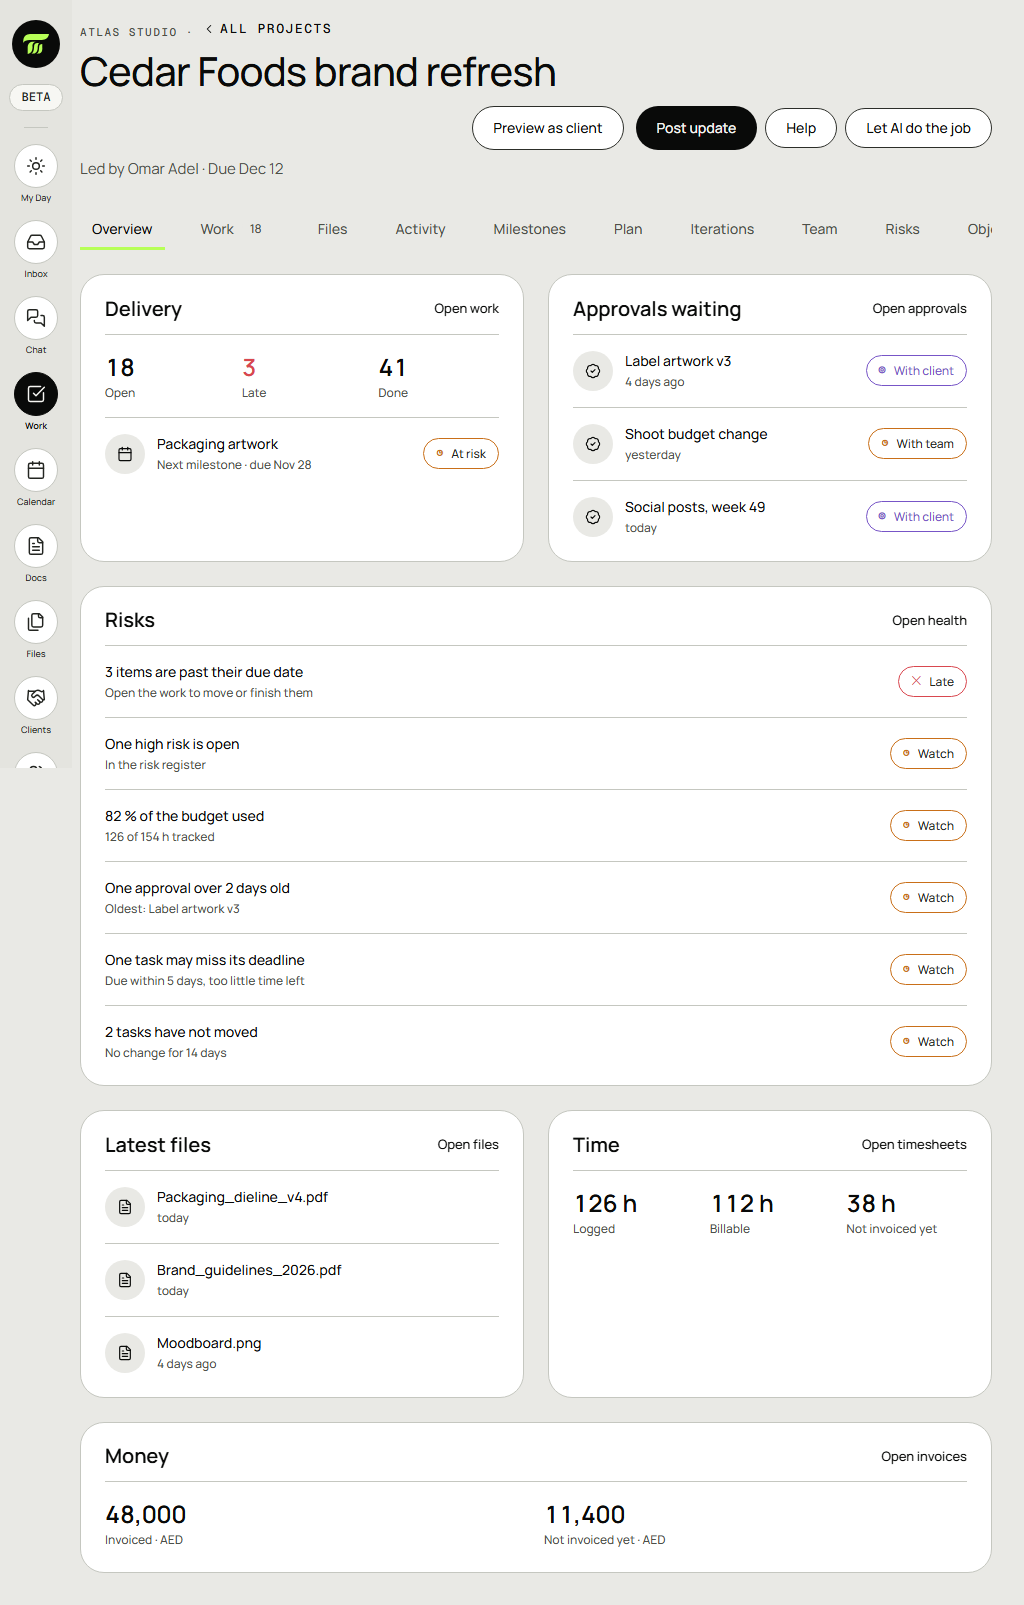 ATLAS STUDIO · < ALL PROJECTS
Cedar Foods brand refresh
BETA
Preview as client
Post update
Help
Let AI do the job
Led by Omar Adel · Due Dec 12
My Day
Inbox
Chat
Work
Calendar
Docs
Files
Clients
Overview
Work 18
Files
Activity
Milestones
Plan
Iterations
Team
Risks
Delivery
Open work
18
Open
3
Late
41
Done
Packaging artwork
Next milestone · due Nov 28
At risk
Approvals waiting
Open approvals
Label artwork v3
4 days ago
With client
Shoot budget change
yesterday
With team
Social posts, week 49
today
With client
Risks
Open health
3 items are past their due date
Open the work to move or finish them
Late
One high risk is open
In the risk register
Watch
82 % of the budget used
126 of 154 h tracked
Watch
One approval over 2 days old
Oldest: Label artwork v3
Watch
One task may miss its deadline
Due within 5 days, too little time left
Watch
2 tasks have not moved
No change for 14 days
Watch
Latest files
Open files
Packaging_dieline_v4.pdf
today
Brand_guidelines_2026.pdf
today
Moodboard.png
4 days ago
Time
Open timesheets
126 h
Logged
112 h
Billable
38 h
Not invoiced yet
Money
Open invoices
48,000
Invoiced · AED
11,400
Not invoiced yet · AED